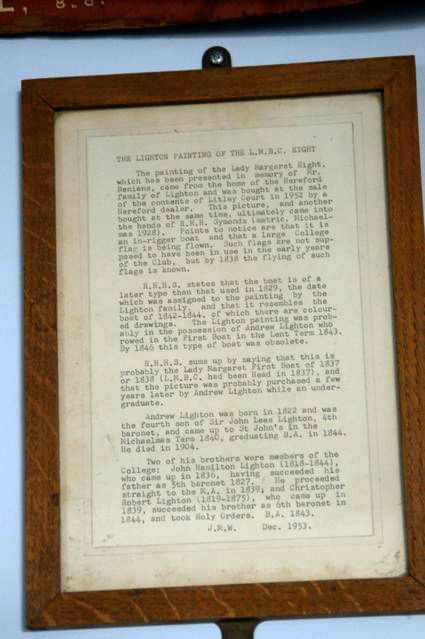 L, S.S.
THE LIGHTON PAINTING OF THE L.M.B.C. EIGHT
The painting of the Lady Margaret Eight,
which has been presented in memory of Mr.
Benians, came from the home of the Hereford
family of Lighton and was bought at the sale
of the contents of Litley Court in 1952 by a
Hereford dealer. This picture, and another
bought at the same time, ultimately came into
the hands of R.H.H. Symonds (matric. Michael-
mas 1928). Points to notice are that it is
an in-rigger boat and that a large College
flag is being flown. Such flags are not sup-
posed to have been in use in the early years
of the Club, but by 1838 the flying of such
flags is known.
R.H.H.S. states that the boat is of a
later type than that used in 1829, the date
which was assigned to the painting by the
Lighton family, and that it resembles the
boat of 1842-1844, of which there are colour-
ed drawings. The Lighton painting was prob-
ably in the possession of Andrew Lighton who
rowed in the First Boat in the Lent Term 1843.
By 1846 this type of boat was obsolete.
R.H.H.S. sums up by saying that this is
probably the Lady Margaret First Boat of 1837
or 1838 (L.M.B.C. had been Head in 1837), and
that the picture was probably purchased a few
years later by Andrew Lighton while an under-
graduate.
Andrew Lighton was born in 1822 and was
the fourth son of Sir John Lees Lighton, 4th
baronet, and came up to St John's in the
Michaelmas Term 1840, graduating B.A. in 1844.
He died in 1904.
Two of his brothers were members of the
College: John Hamilton Lighton (1818-1844),
who came up in 1836, having succeeded his
father as 5th baronet 1827. He proceeded
straight to the M.A. in 1839; and Christopher
Robert Lighton (1819-1875), who came up in
1839, succeeded his brother as 6th baronet in
1844, and took Holy Orders. B.A. 1843.
J.M.W. Dec. 1953.